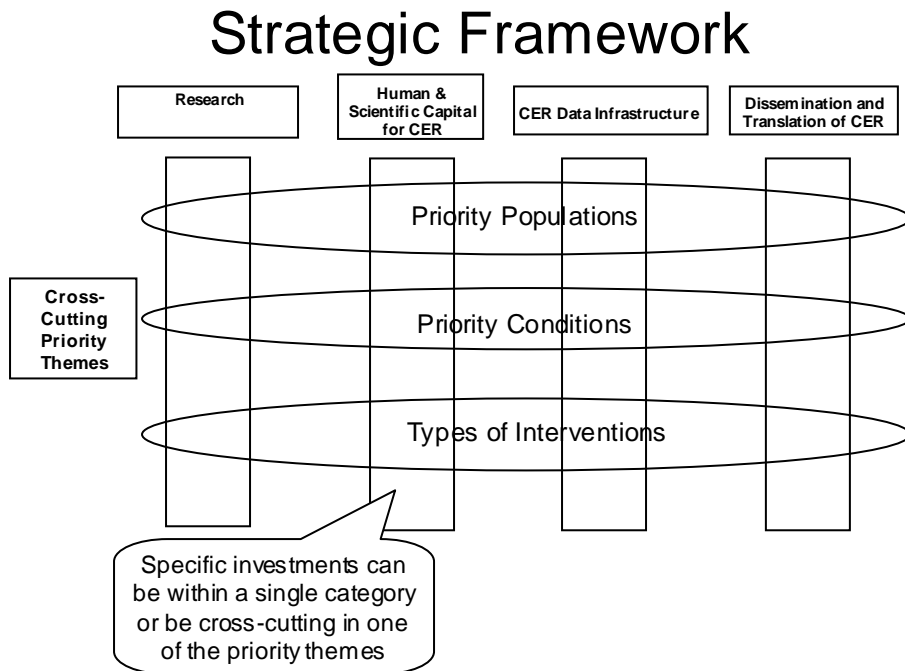 Strategic Framework
Research
Human &
Scientific Capital
for CER
CER Data Infrastructure
Dissemination and
Translation of CER
Priority Populations
Cross-
Cutting
Priority
Themes
Priority Conditions
Types of Interventions
Specific investments can
be within a single category
or be cross-cutting in one
of the priority themes